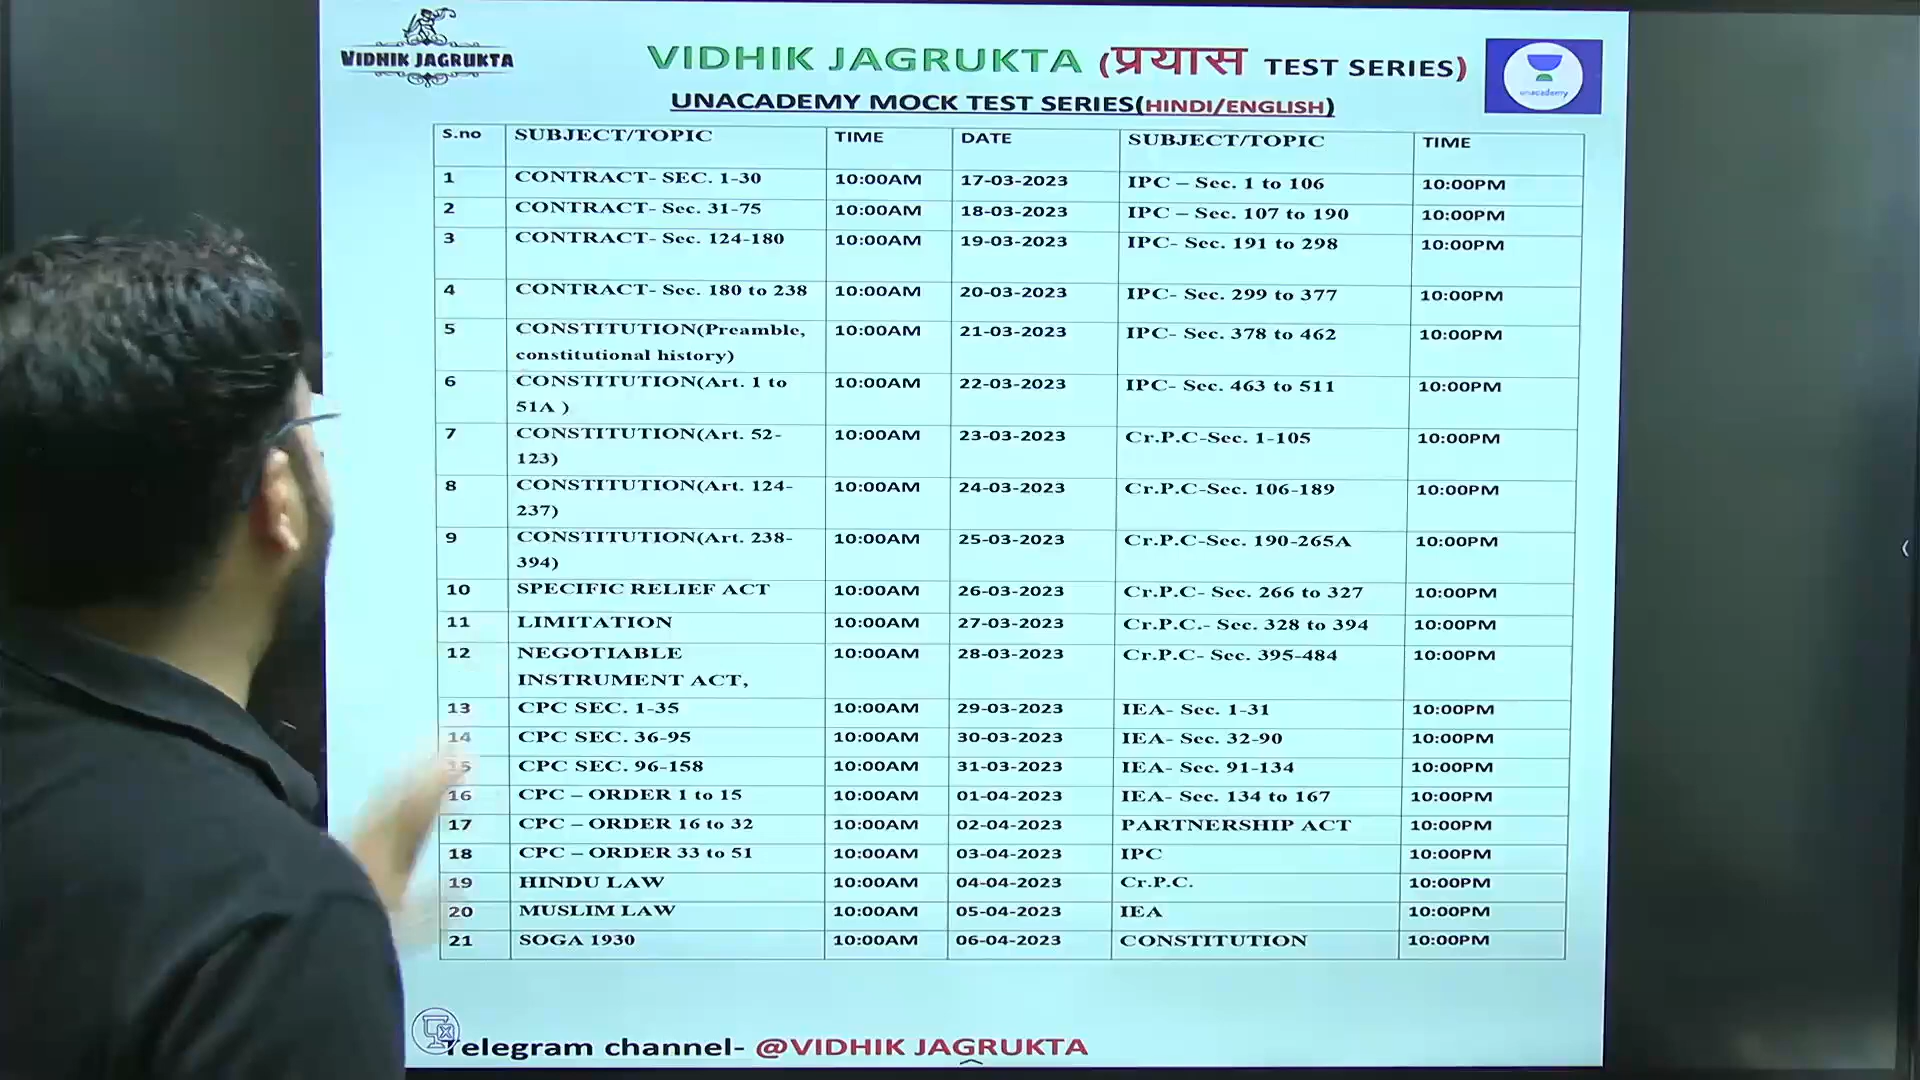 VIDHIK JAGRUKTA
VIDHIK JAGRUKTA (प्रयास TEST SERIES)
unacademy
UNACADEMY MOCK TEST SERIES(HINDI/ENGLISH)
S.no SUBJECT/TOPIC TIME DATE SUBJECT/TOPIC TIME
1 CONTRACT- SEC. 1-30 10:00AM 17-03-2023 IPC – Sec. 1 to 106 10:00PM
2 CONTRACT- Sec. 31-75 10:00AM 18-03-2023 IPC – Sec. 107 to 190 10:00PM
3 CONTRACT- Sec. 124-180 10:00AM 19-03-2023 IPC- Sec. 191 to 298 10:00PM
4 CONTRACT- Sec. 180 to 238 10:00AM 20-03-2023 IPC- Sec. 299 to 377 10:00PM
5 CONSTITUTION(Preamble, 10:00AM 21-03-2023 IPC- Sec. 378 to 462 10:00PM
constitutional history)
6 CONSTITUTION(Art. 1 to 10:00AM 22-03-2023 IPC- Sec. 463 to 511 10:00PM
51A )
7 CONSTITUTION(Art. 52- 10:00AM 23-03-2023 Cr.P.C-Sec. 1-105 10:00PM
123)
8 CONSTITUTION(Art. 124- 10:00AM 24-03-2023 Cr.P.C-Sec. 106-189 10:00PM
237)
9 CONSTITUTION(Art. 238- 10:00AM 25-03-2023 Cr.P.C-Sec. 190-265A 10:00PM
394)
10 SPECIFIC RELIEF ACT 10:00AM 26-03-2023 Cr.P.C- Sec. 266 to 327 10:00PM
11 LIMITATION 10:00AM 27-03-2023 Cr.P.C.- Sec. 328 to 394 10:00PM
12 NEGOTIABLE 10:00AM 28-03-2023 Cr.P.C- Sec. 395-484 10:00PM
INSTRUMENT ACT,
13 CPC SEC. 1-35 10:00AM 29-03-2023 IEA- Sec. 1-31 10:00PM
14 CPC SEC. 36-95 10:00AM 30-03-2023 IEA- Sec. 32-90 10:00PM
15 CPC SEC. 96-158 10:00AM 31-03-2023 IEA- Sec. 91-134 10:00PM
16 CPC – ORDER 1 to 15 10:00AM 01-04-2023 IEA- Sec. 134 to 167 10:00PM
17 CPC – ORDER 16 to 32 10:00AM 02-04-2023 PARTNERSHIP ACT 10:00PM
18 CPC – ORDER 33 to 51 10:00AM 03-04-2023 IPC 10:00PM
19 HINDU LAW 10:00AM 04-04-2023 Cr.P.C. 10:00PM
20 MUSLIM LAW 10:00AM 05-04-2023 IEA 10:00PM
21 SOGA 1930 10:00AM 06-04-2023 CONSTITUTION 10:00PM
Telegram channel- @VIDHIK JAGRUKTA